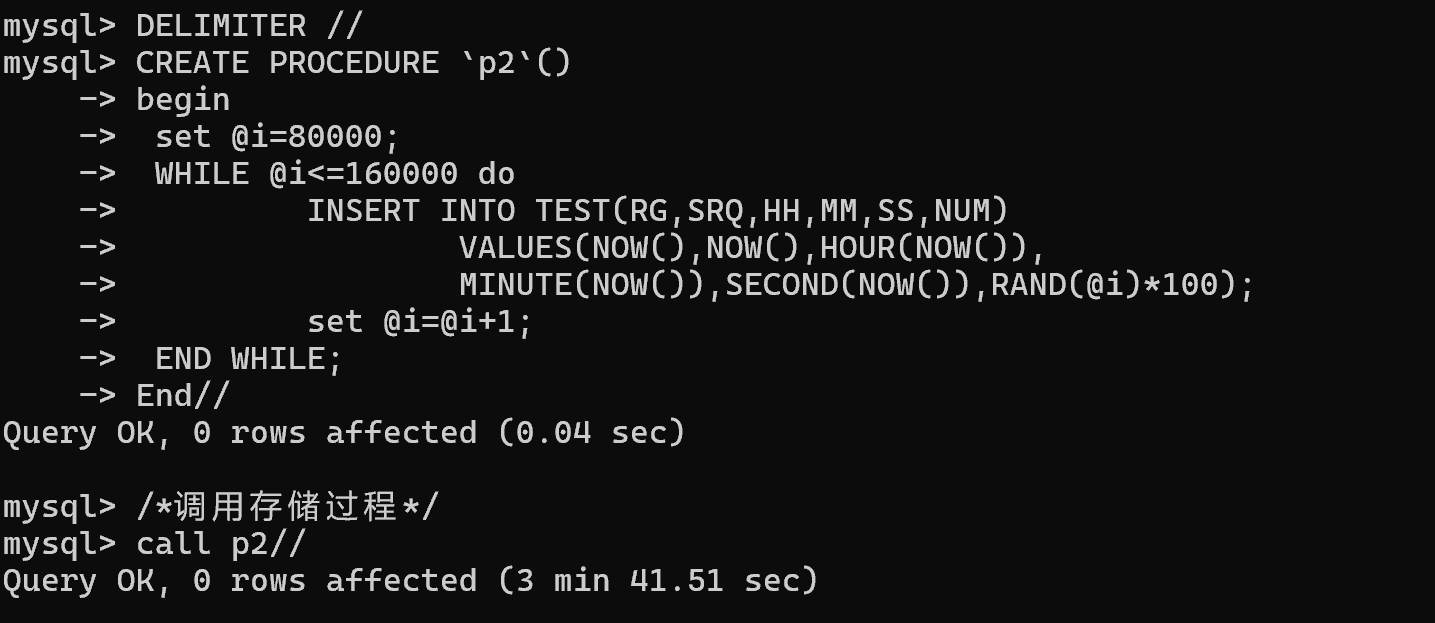 mysql> DELIMITER //
mysql> CREATE PROCEDURE `p2`()
    -> begin
    ->  set @i=80000;
    ->  WHILE @i<=160000 do
    ->          INSERT INTO TEST(RG,SRQ,HH,MM,SS,NUM)
    ->                  VALUES(NOW(),NOW(),HOUR(NOW()),
    ->                  MINUTE(NOW()),SECOND(NOW()),RAND(@i)*100);
    ->          set @i=@i+1;
    ->  END WHILE;
    -> End//
Query OK, 0 rows affected (0.04 sec)

mysql> /*调用存储过程*/
mysql> call p2//
Query OK, 0 rows affected (3 min 41.51 sec)